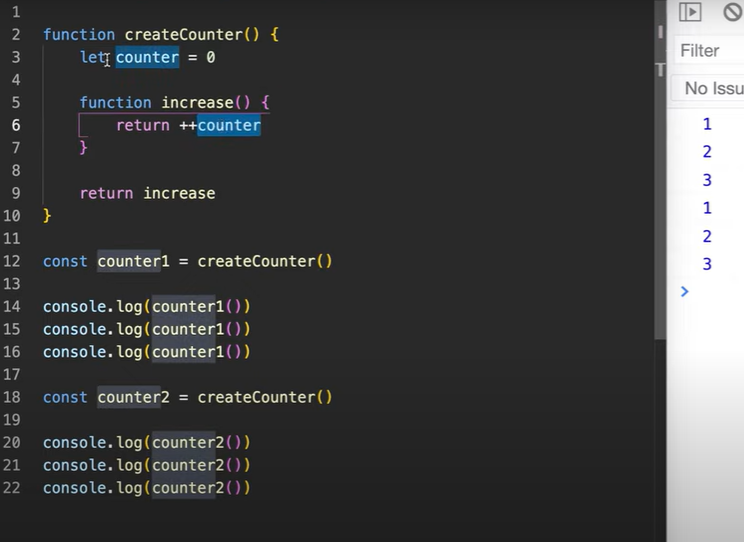 1
2 function createCounter() {
3 let counter = 0
4
5 function increase() {
6 return ++counter
7 }
8
9 return increase
10 }
11
12 const counter1 = createCounter()
13
14 console.log(counter1())
15 console.log(counter1())
16 console.log(counter1())
17
18 const counter2 = createCounter()
19
20 console.log(counter2())
21 console.log(counter2())
22 console.log(counter2())
Filter
No Issu
1
2
3
1
2
3